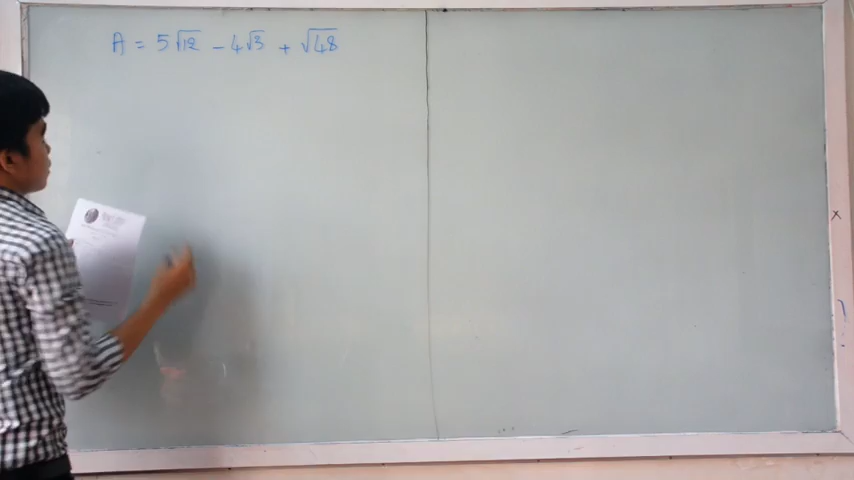 A = 5√12 - 4√3 + √48